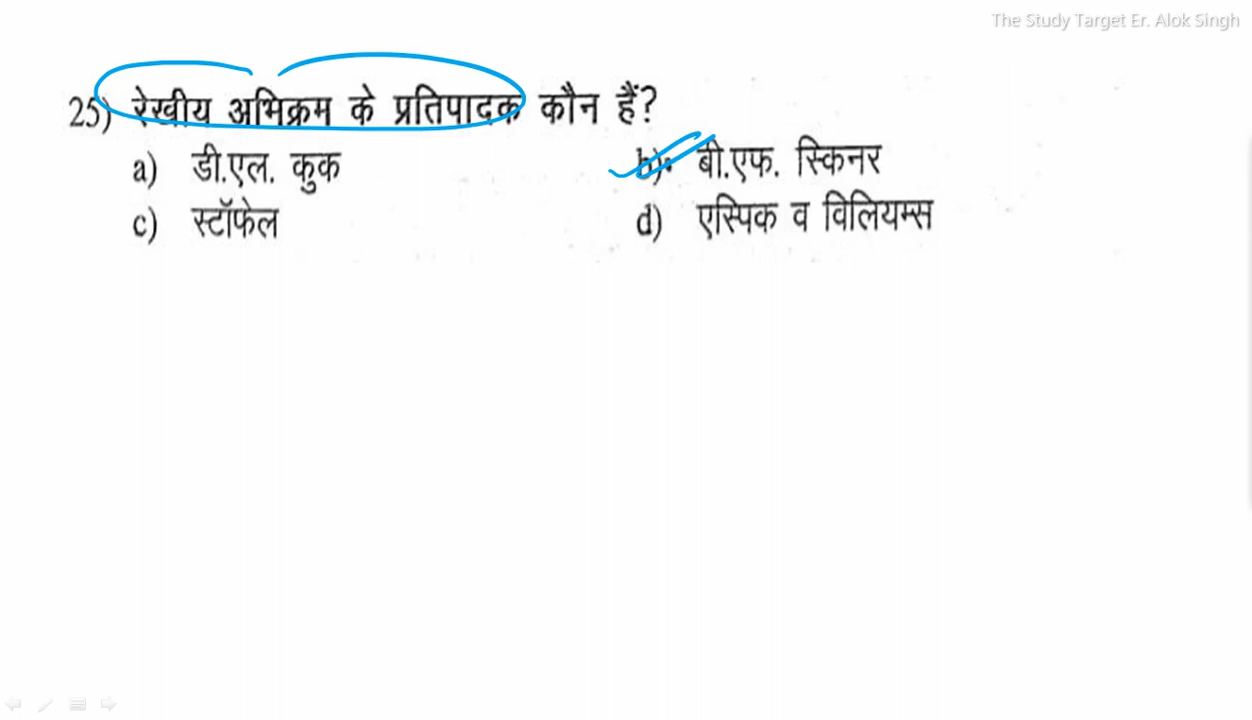 The Study Target Er. Alok Singh
25) रेखीय अभिक्रम के प्रतिपादक कौन हैं?
a) डी.एल. कुक b) बी.एफ. स्किनर
c) स्टॉफेल d) एस्पिक व विलियम्स